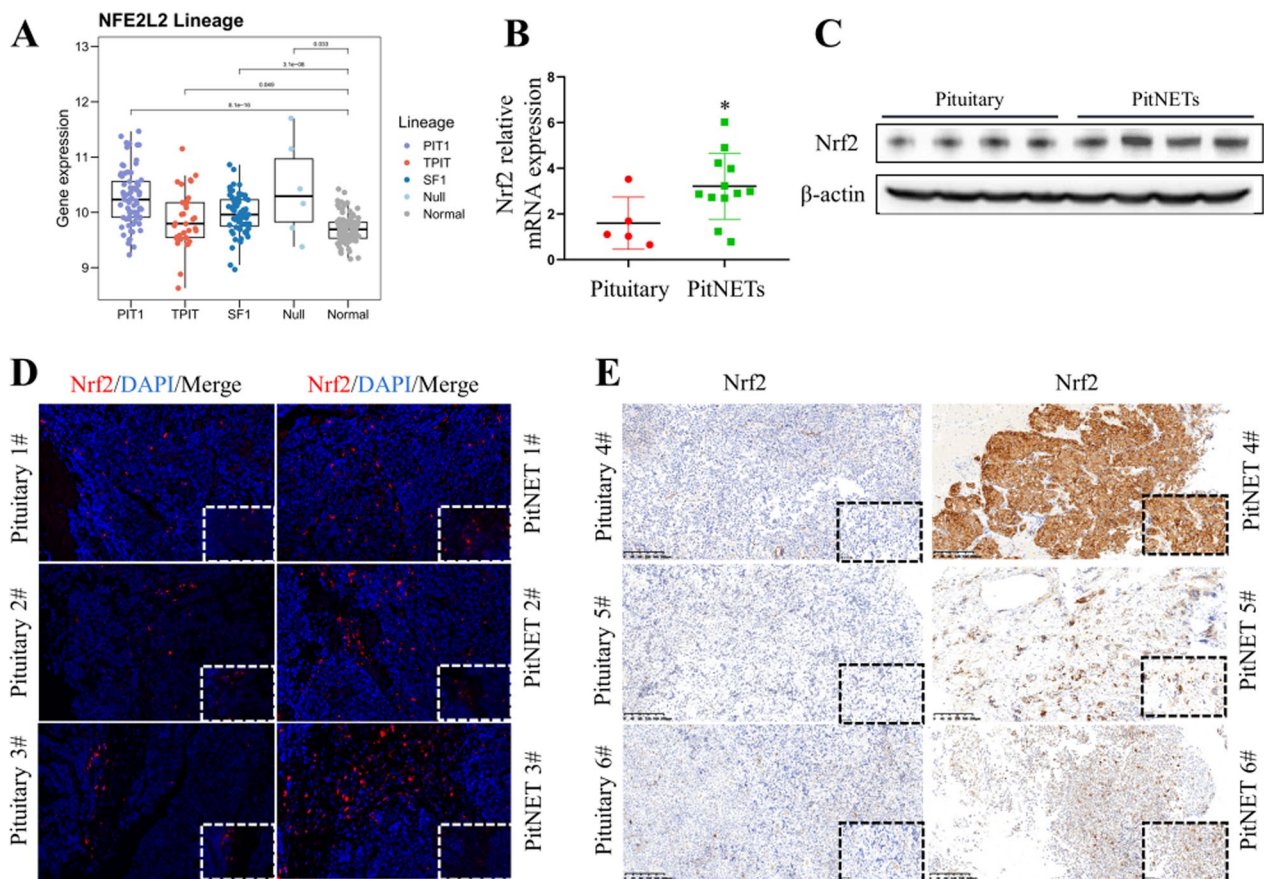 A
NFE2L2 Lineage
Gene expression
13
12
11
10
9
0.033
3.1e-08
0.049
6.1e-16
PIT1
TPIT
SF1
Null
Normal
Lineage
PIT1
TPIT
SF1
Null
Normal
B
Nrf2 relative
mRNA expression
8
6
4
2
0
*
Pituitary
PitNETs
C
Pituitary
PitNETs
Nrf2
β-actin
D
Nrf2/DAPI/Merge
Nrf2/DAPI/Merge
Pituitary 1#
PitNET 1#
Pituitary 2#
PitNET 2#
Pituitary 3#
PitNET 3#
E
Nrf2
Nrf2
Pituitary 4#
PitNET 4#
Pituitary 5#
PitNET 5#
Pituitary 6#
PitNET 6#